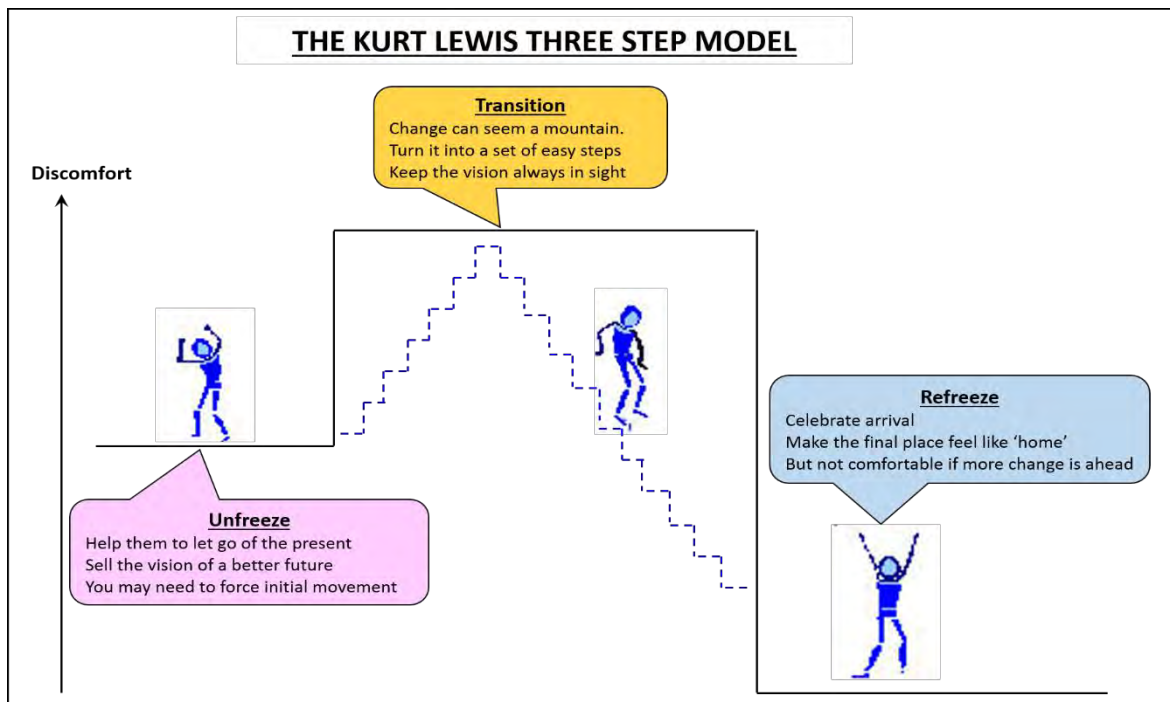 THE KURT LEWIS THREE STEP MODEL
Transition
Change can seem a mountain.
Turn it into a set of easy steps
Keep the vision always in sight
Discomfort
Refreeze
Celebrate arrival
Make the final place feel like ‘home’
But not comfortable if more change is ahead
Unfreeze
Help them to let go of the present
Sell the vision of a better future
You may need to force initial movement